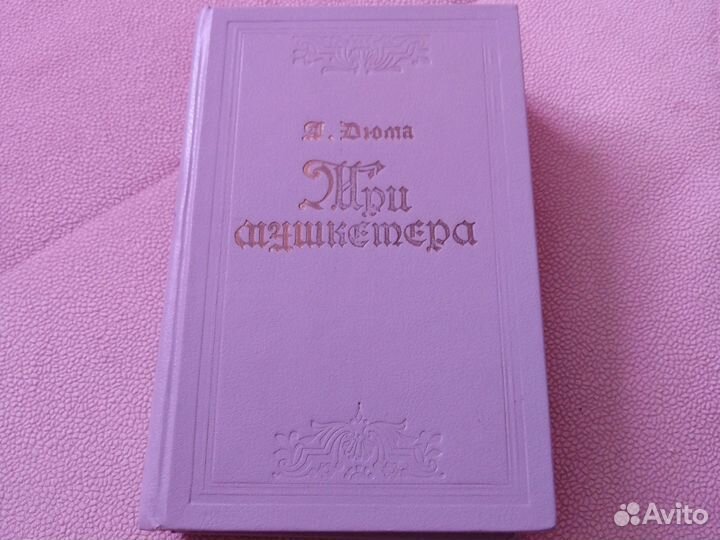 А. Дюма
Три
мушкетера
Avito